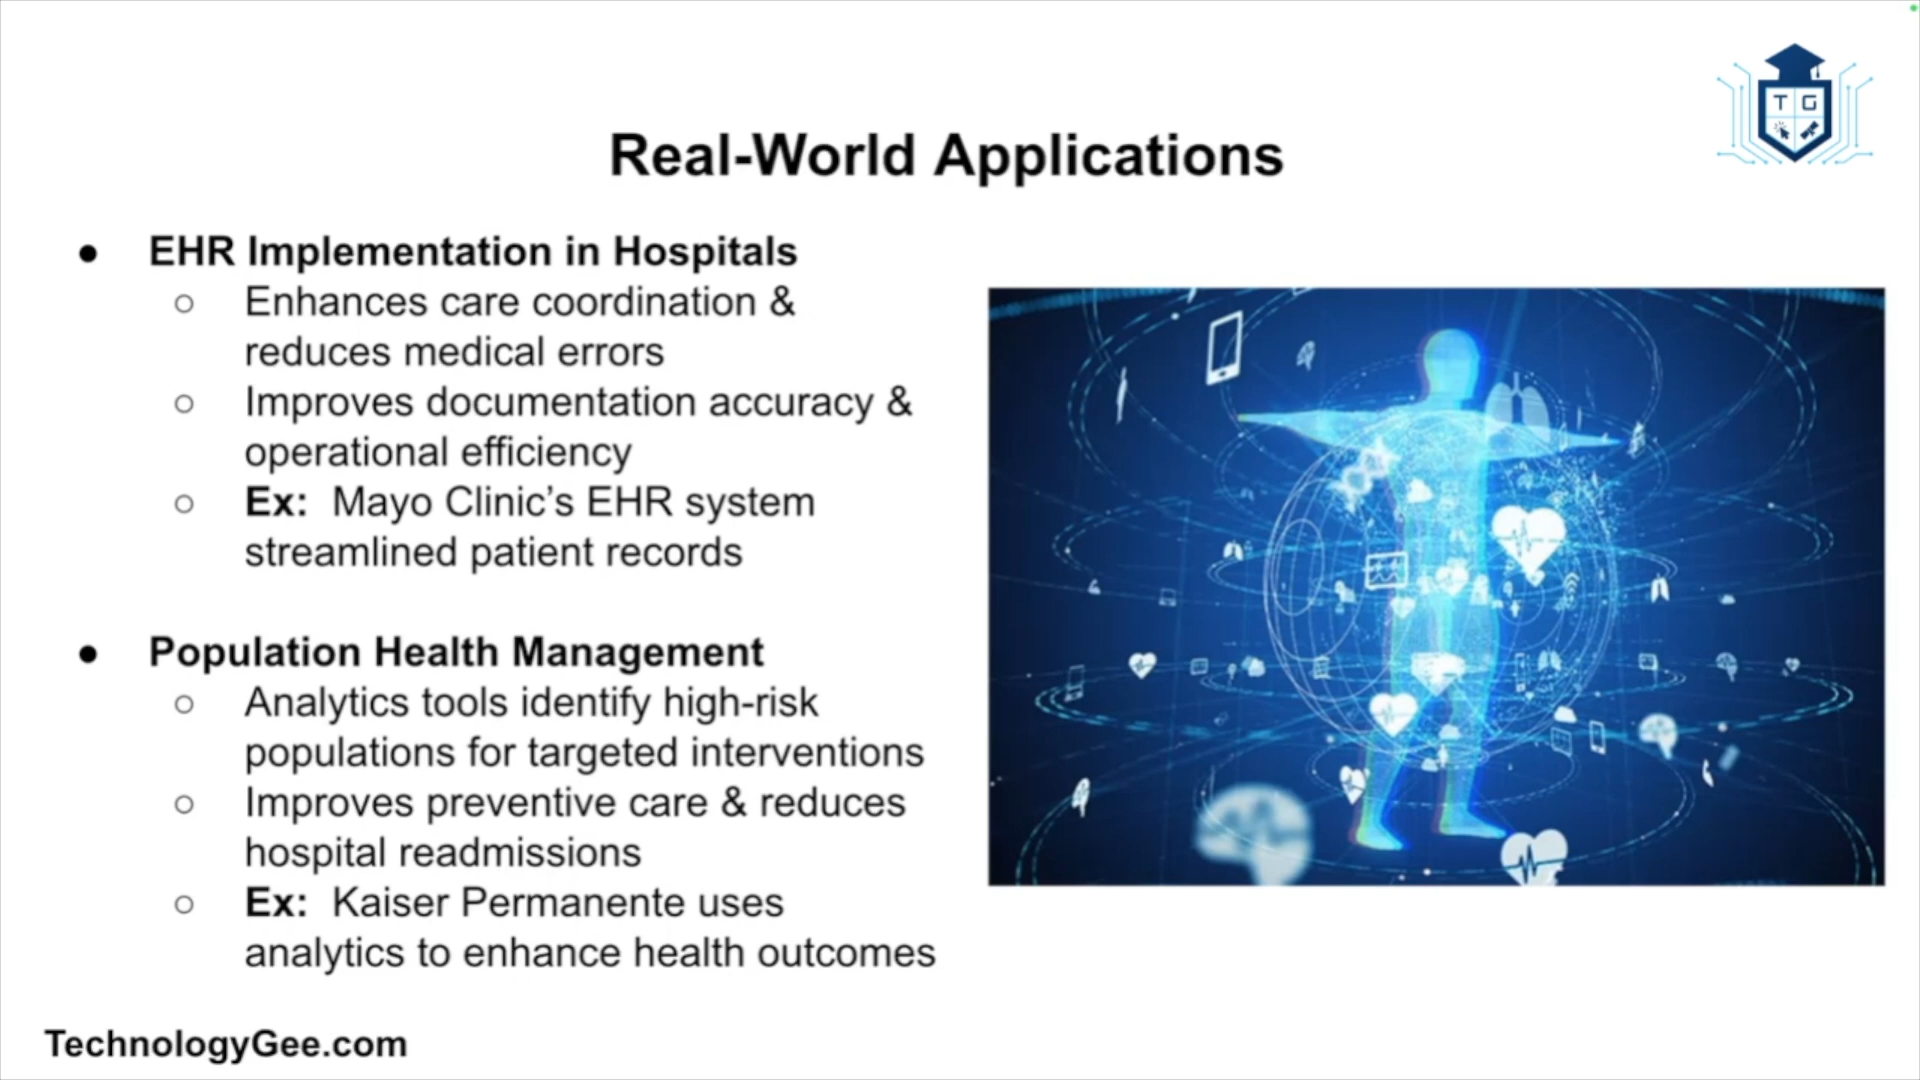 T G
Real-World Applications
● EHR Implementation in Hospitals
○ Enhances care coordination &
reduces medical errors
○ Improves documentation accuracy &
operational efficiency
○ Ex: Mayo Clinic’s EHR system
streamlined patient records
● Population Health Management
○ Analytics tools identify high-risk
populations for targeted interventions
○ Improves preventive care & reduces
hospital readmissions
○ Ex: Kaiser Permanente uses
analytics to enhance health outcomes
TechnologyGee.com